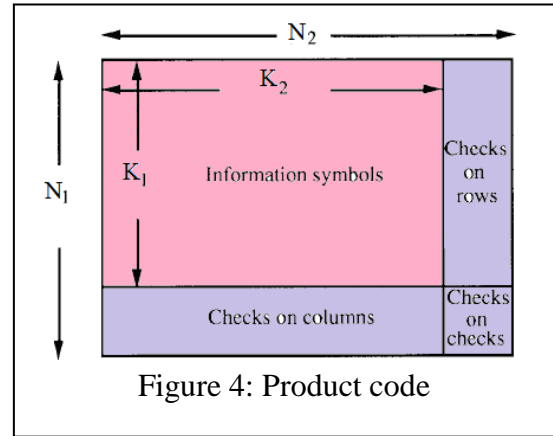 N₂
K₂
N₁
K₁
Information symbols
Checks
on
rows
Checks on columns
Checks
on
checks
Figure 4: Product code